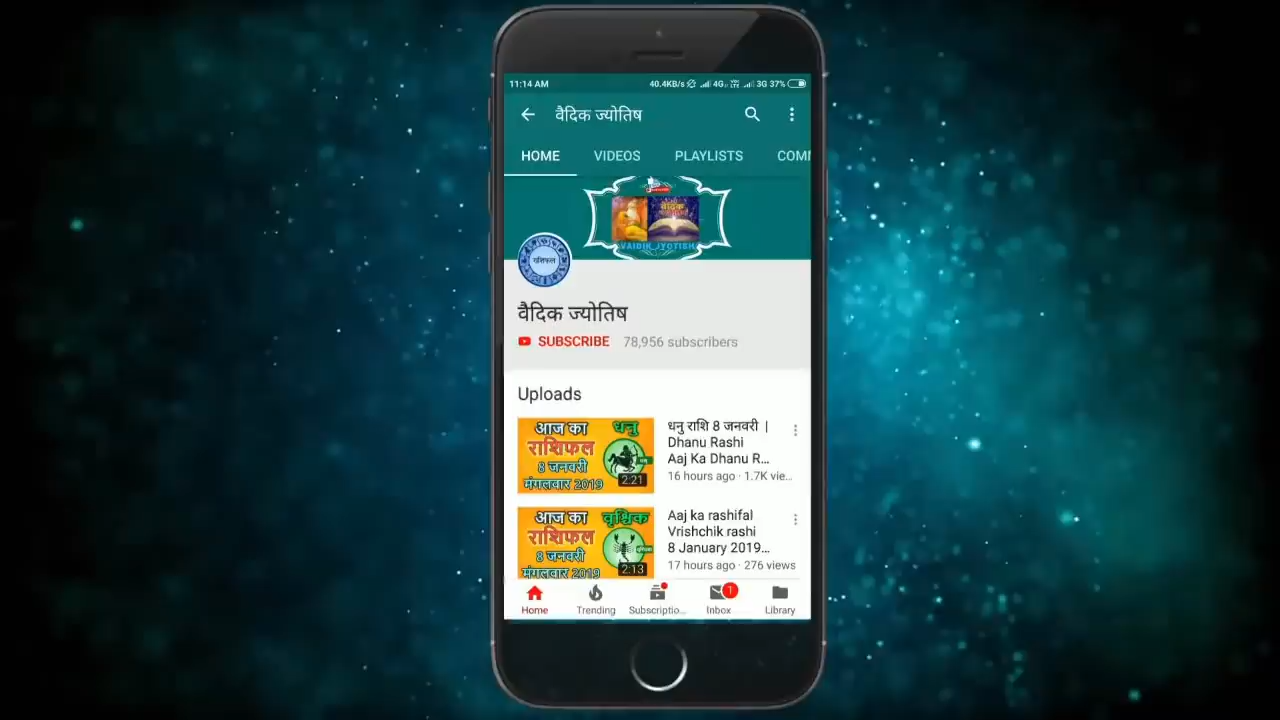 11:14 AM 40.4KB/s 4G 3G 37%
वैदिक ज्योतिष
HOME VIDEOS PLAYLISTS COMM
वैदिक
VAIDIK JYOTISH
राशिफल
वैदिक ज्योतिष
SUBSCRIBE 78,956 subscribers
Uploads
आज का धनु
राशिफल
8 जनवरी
मंगलवार 2019
2:21
धनु राशि 8 जनवरी |
Dhanu Rashi
Aaj Ka Dhanu R...
16 hours ago · 1.7K vie...
आज का वृश्चिक
राशिफल
8 जनवरी
मंगलवार 2019
2:13
Aaj ka rashifal
Vrishchik rashi
8 January 2019...
17 hours ago · 276 views
Home Trending Subscriptio... Inbox 1 Library